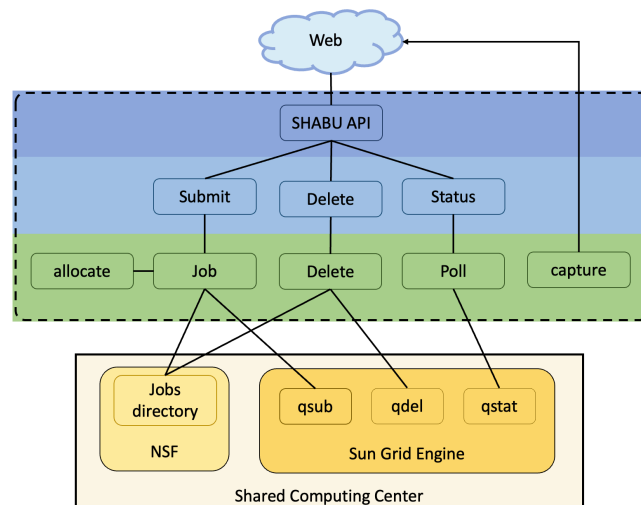 Web
SHABU API
Submit
Delete
Status
allocate
Job
Delete
Poll
capture
Jobs
directory
qsub
qdel
qstat
NSF
Sun Grid Engine
Shared Computing Center